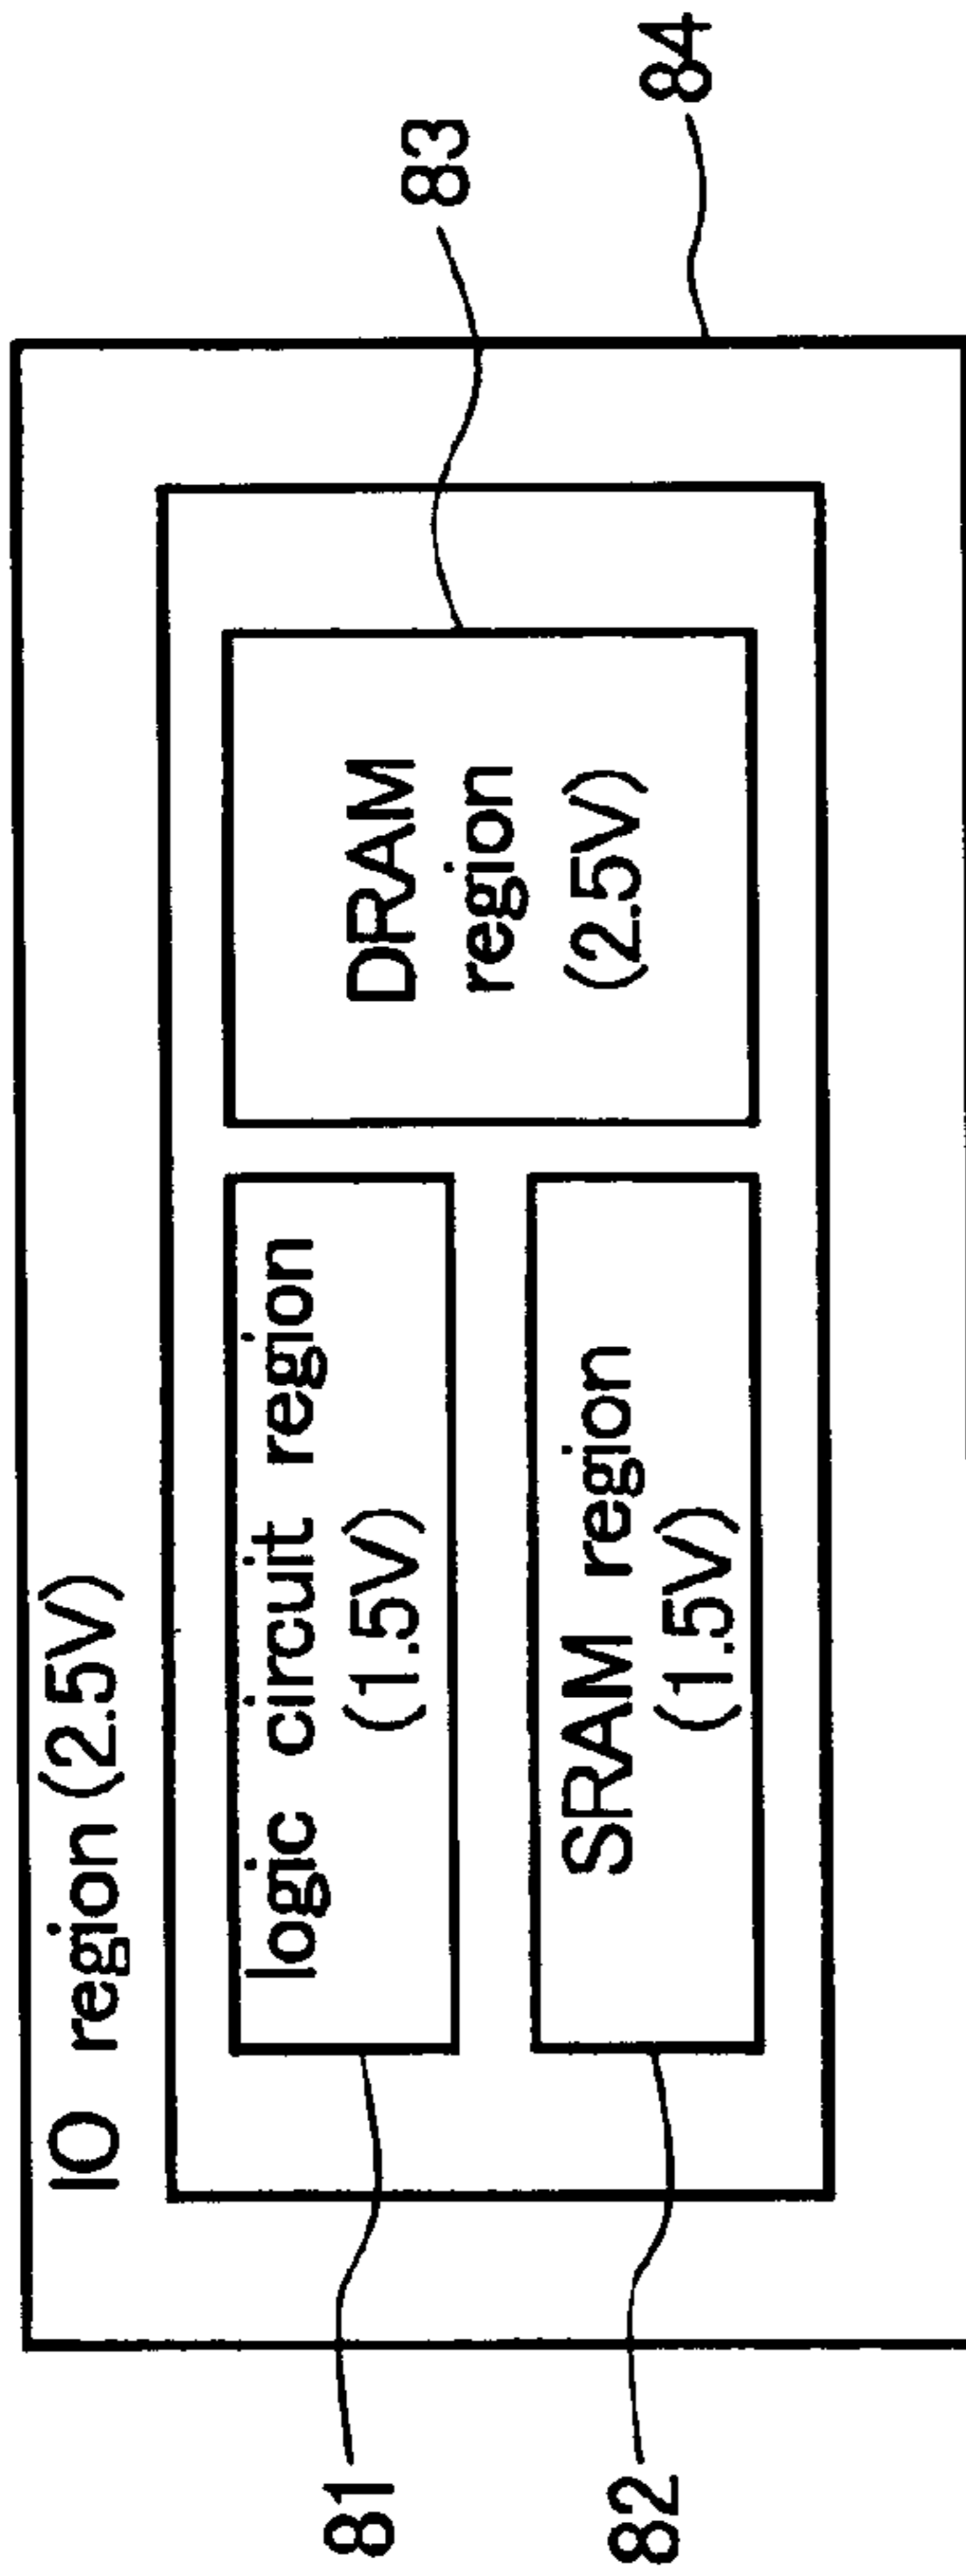 IO region (2.5V)
81
logic circuit region
(1.5V)
82
SRAM region
(1.5V)
DRAM
region
(2.5V)
83
84